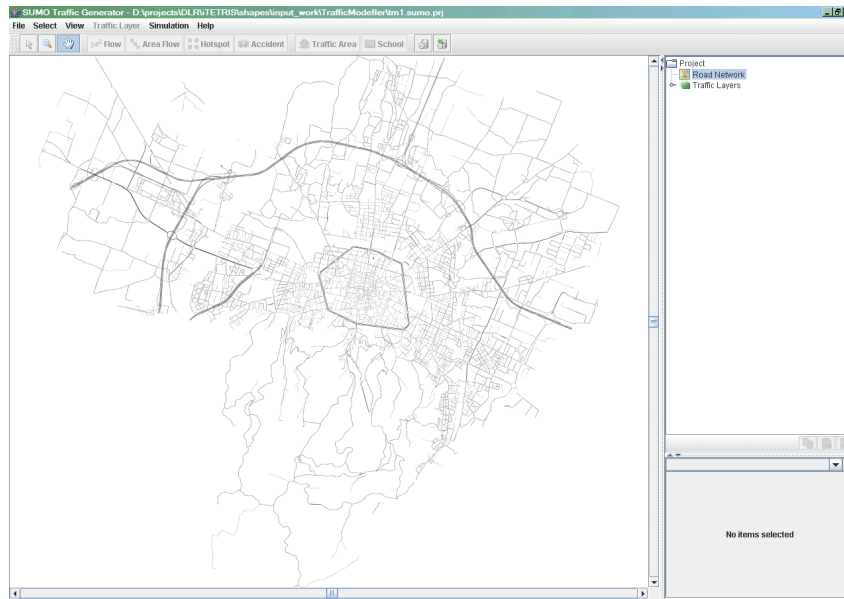 SUMO Traffic Generator - D:\projects\DLR\iTETRIS\shapes\input_work\TrafficModeller\tm1.sumo.prj
File Select View Traffic Layer Simulation Help
Flow Area Flow Hotspot Accident Traffic Area School
Project
Road Network
Traffic Layers
No items selected